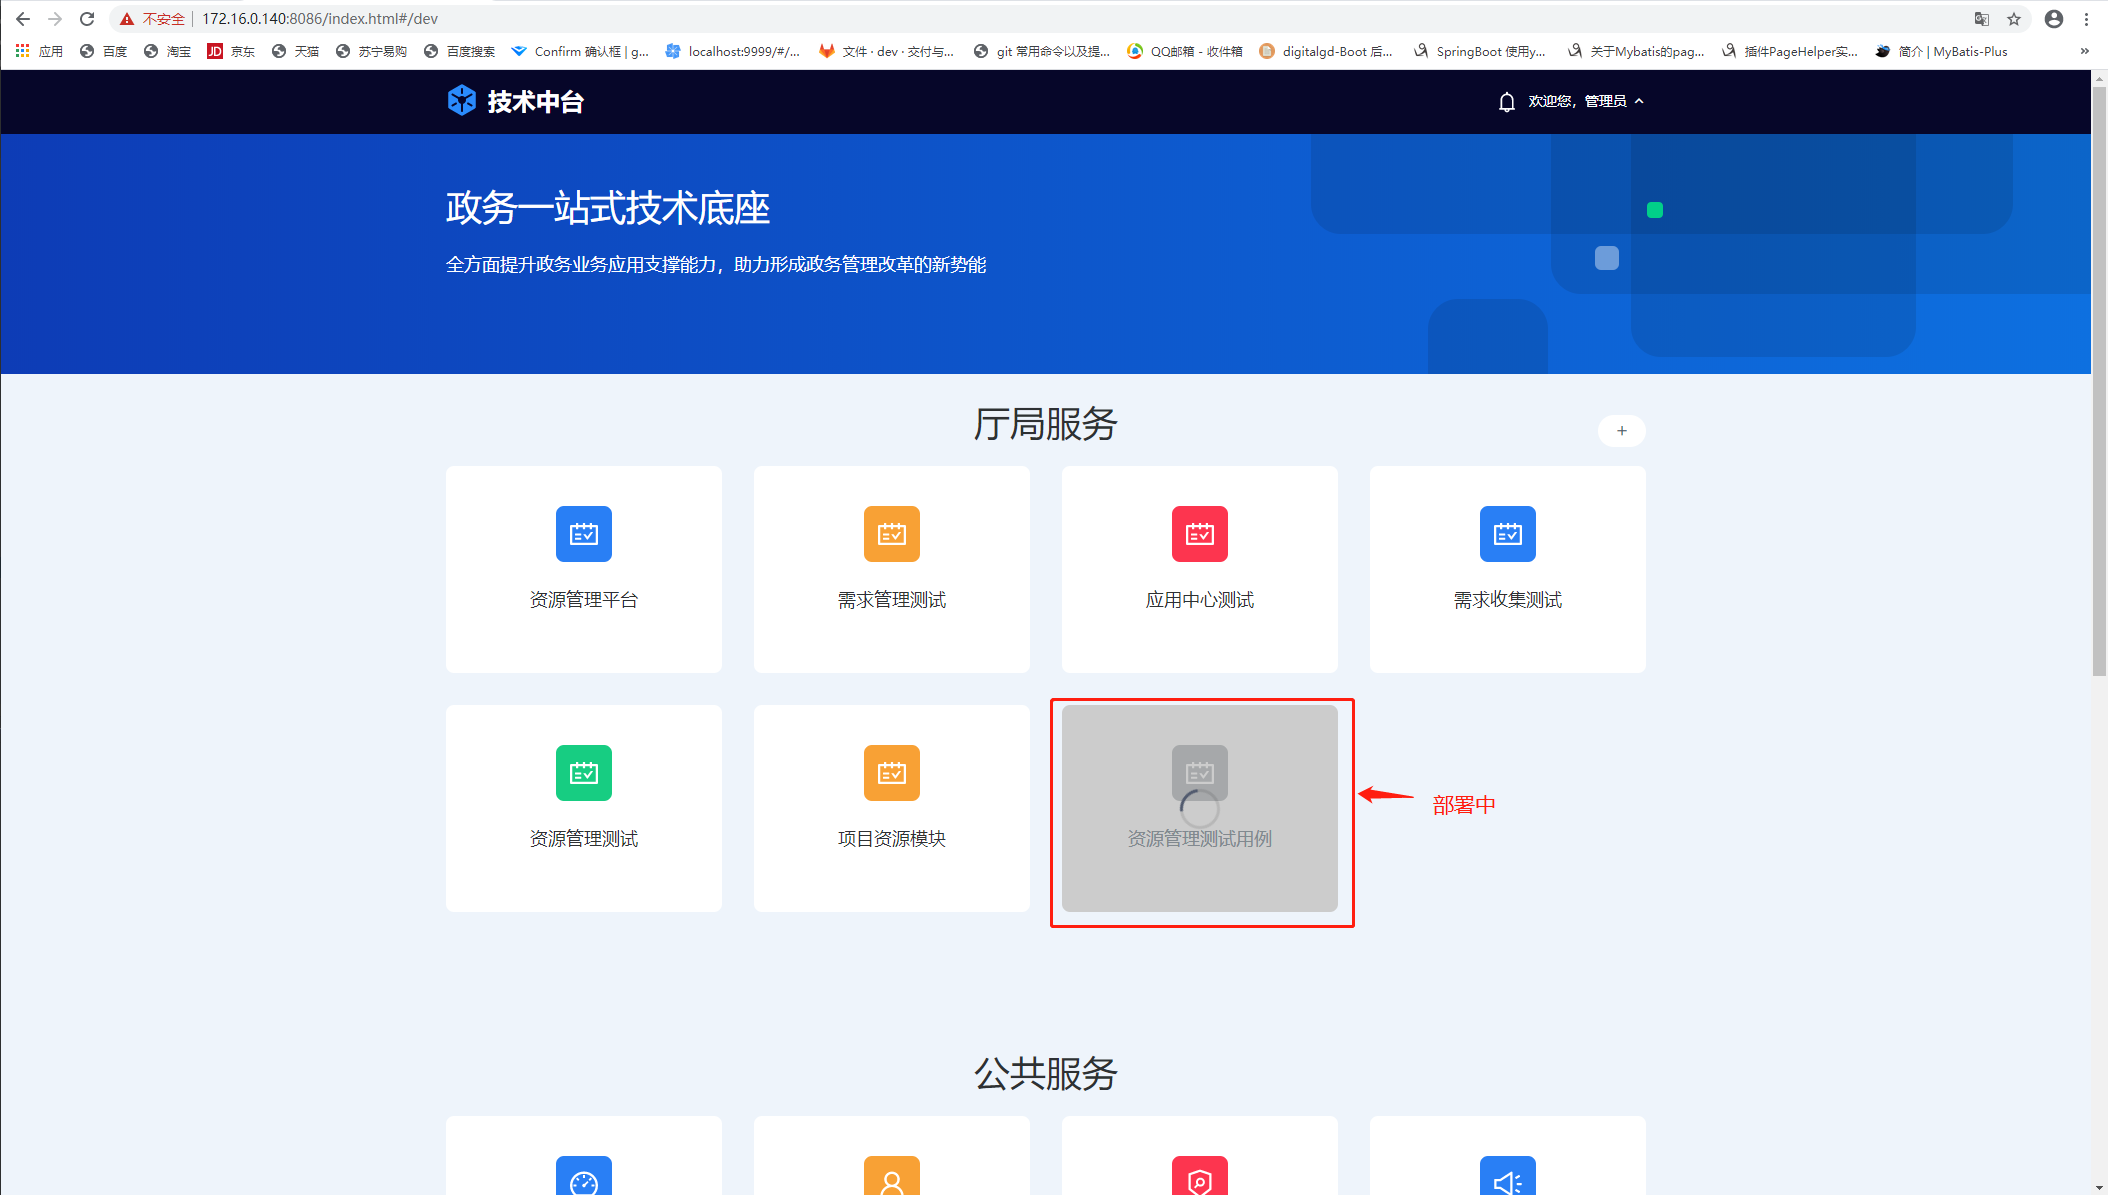 不安全 172.16.0.140:8086/index.html#/dev
应用 百度 淘宝 JD 京东 天猫 苏宁易购 百度搜索 Confirm 确认框 | g... localhost:9999/#/... 文件 · dev · 交付与... git 常用命令以及提... QQ邮箱 - 收件箱 digitalgd-Boot 后... SpringBoot 使用y... 关于Mybatis的pag... 插件PageHelper实... 简介 | MyBatis-Plus »
技术中台
欢迎您，管理员
政务一站式技术底座
全方面提升政务业务应用支撑能力，助力形成政务管理改革的新势能
厅局服务
+
资源管理平台
需求管理测试
应用中心测试
需求收集测试
资源管理测试
项目资源模块
资源管理测试用例
部署中
公共服务